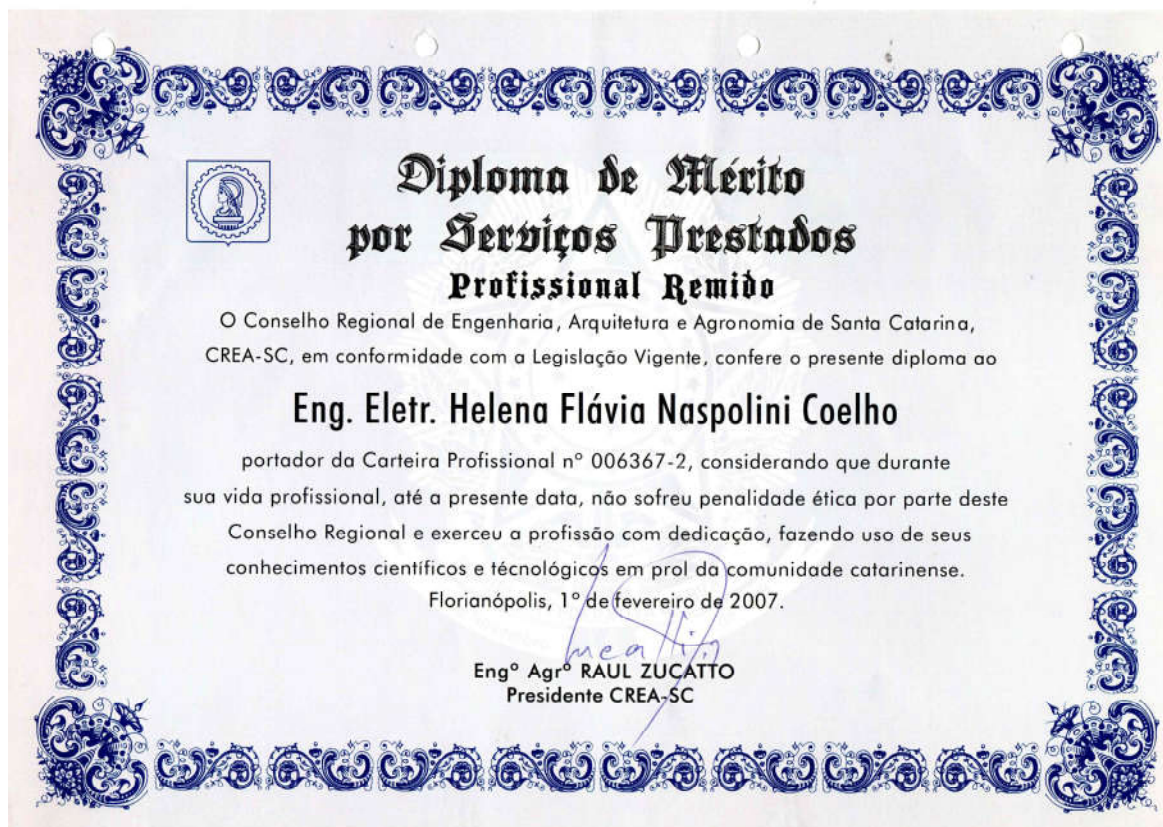 Diploma de Mérito
por Serviços Prestados
Profissional Remido
O Conselho Regional de Engenharia, Arquitetura e Agronomia de Santa Catarina,
CREA-SC, em conformidade com a Legislação Vigente, confere o presente diploma ao
Eng. Eletr. Helena Flávia Naspolini Coelho
portador da Carteira Profissional nº 006367-2, considerando que durante
sua vida profissional, até a presente data, não sofreu penalidade ética por parte deste
Conselho Regional e exerceu a profissão com dedicação, fazendo uso de seus
conhecimentos científicos e técnológicos em prol da comunidade catarinense.
Florianópolis, 1º de fevereiro de 2007.
Engº Agrº RAUL ZUCATTO
Presidente CREA-SC